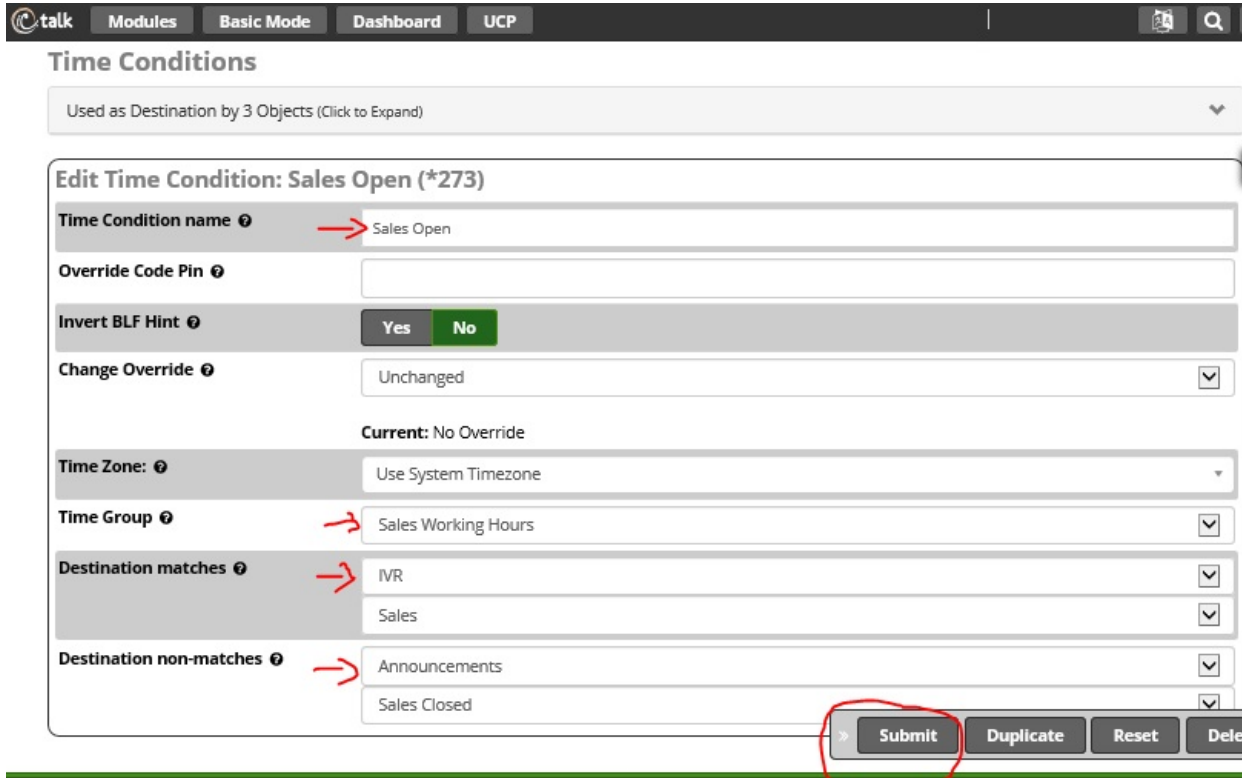 talk Modules Basic Mode Dashboard UCP
Time Conditions
Used as Destination by 3 Objects (Click to Expand)
Edit Time Condition: Sales Open (*273)
Time Condition name
Sales Open
Override Code Pin
Invert BLF Hint
Yes No
Change Override
Unchanged
Current: No Override
Time Zone:
Use System Timezone
Time Group
Sales Working Hours
Destination matches
IVR
Sales
Destination non-matches
Announcements
Sales Closed
Submit Duplicate Reset Dele